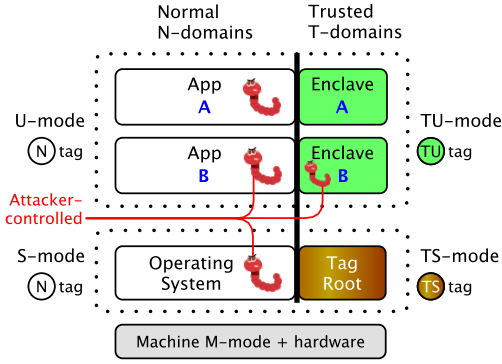 Normal
N-domains
Trusted
T-domains
App
A
Enclave
A
U-mode
N tag
App
B
Enclave
B
TU-mode
TU tag
Attacker-
controlled
S-mode
N tag
Operating
System
Tag
Root
TS-mode
TS tag
Machine M-mode + hardware